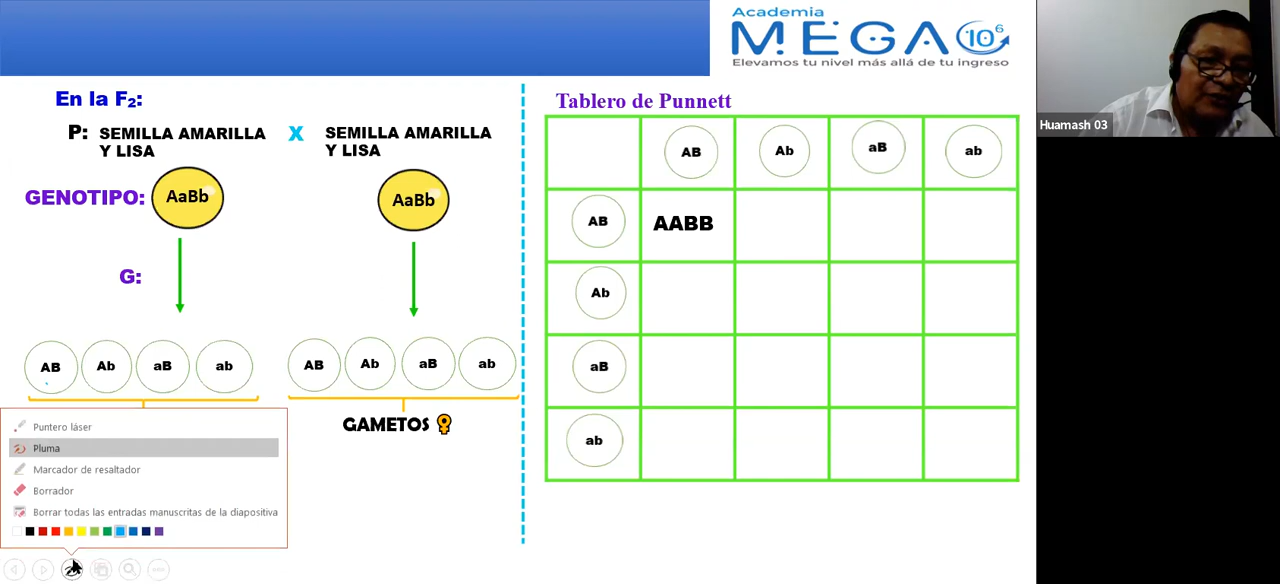 Academia
MEGA 10⁶
Elevamos tu nivel más allá de tu ingreso
Huamash 03
En la F₂:
P: SEMILLA AMARILLA Y LISA X SEMILLA AMARILLA Y LISA
GENOTIPO: AaBb AaBb
G:
AB Ab aB ab AB Ab aB ab
GAMETOS
Puntero láser
Pluma
Marcador de resaltador
Borrador
Borrar todas las entradas manuscritas de la diapositiva
Tablero de Punnett
AB Ab aB ab
AB AABB
Ab
aB
ab